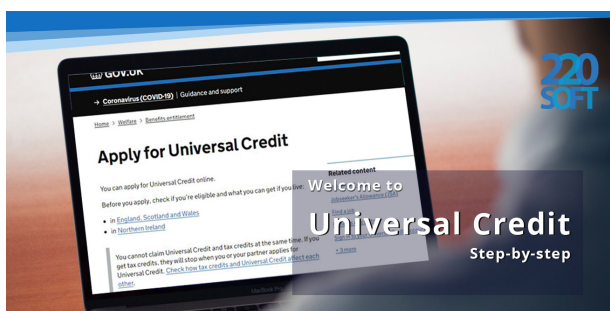 GOV.UK
→ Coronavirus (COVID-19) | Guidance and support
Home > Welfare > Benefits entitlement
Apply for Universal Credit
You can apply for Universal Credit online.
Before you apply, check if you're eligible and what you can get if you live:
• in England, Scotland and Wales
• in Northern Ireland
You cannot claim Universal Credit and tax credits at the same time. If you
get tax credits, they will stop when you or your partner applies for
Universal Credit. Check how tax credits and Universal Credit affect each
other.
Related content
Jobseeker's Allowance (JSA)
Find a job
+ 3 more
MacBook Pro
220
SOFT
Welcome to
Universal Credit
Step-by-step